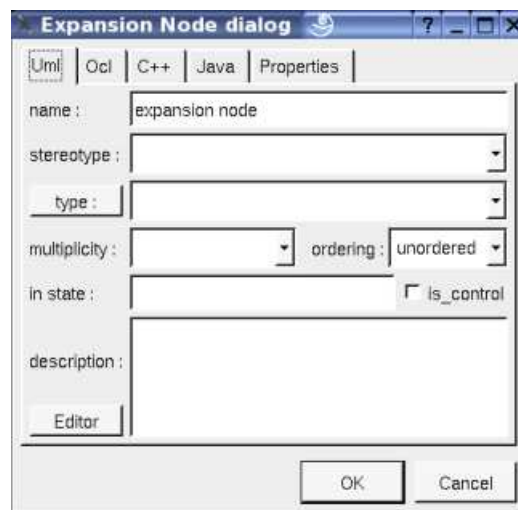 Expansion Node dialog ? _
Uml Ocl C++ Java Properties
name : expansion node
stereotype :
type :
multiplicity : ordering : unordered
in state : is_control
description :
Editor
OK Cancel